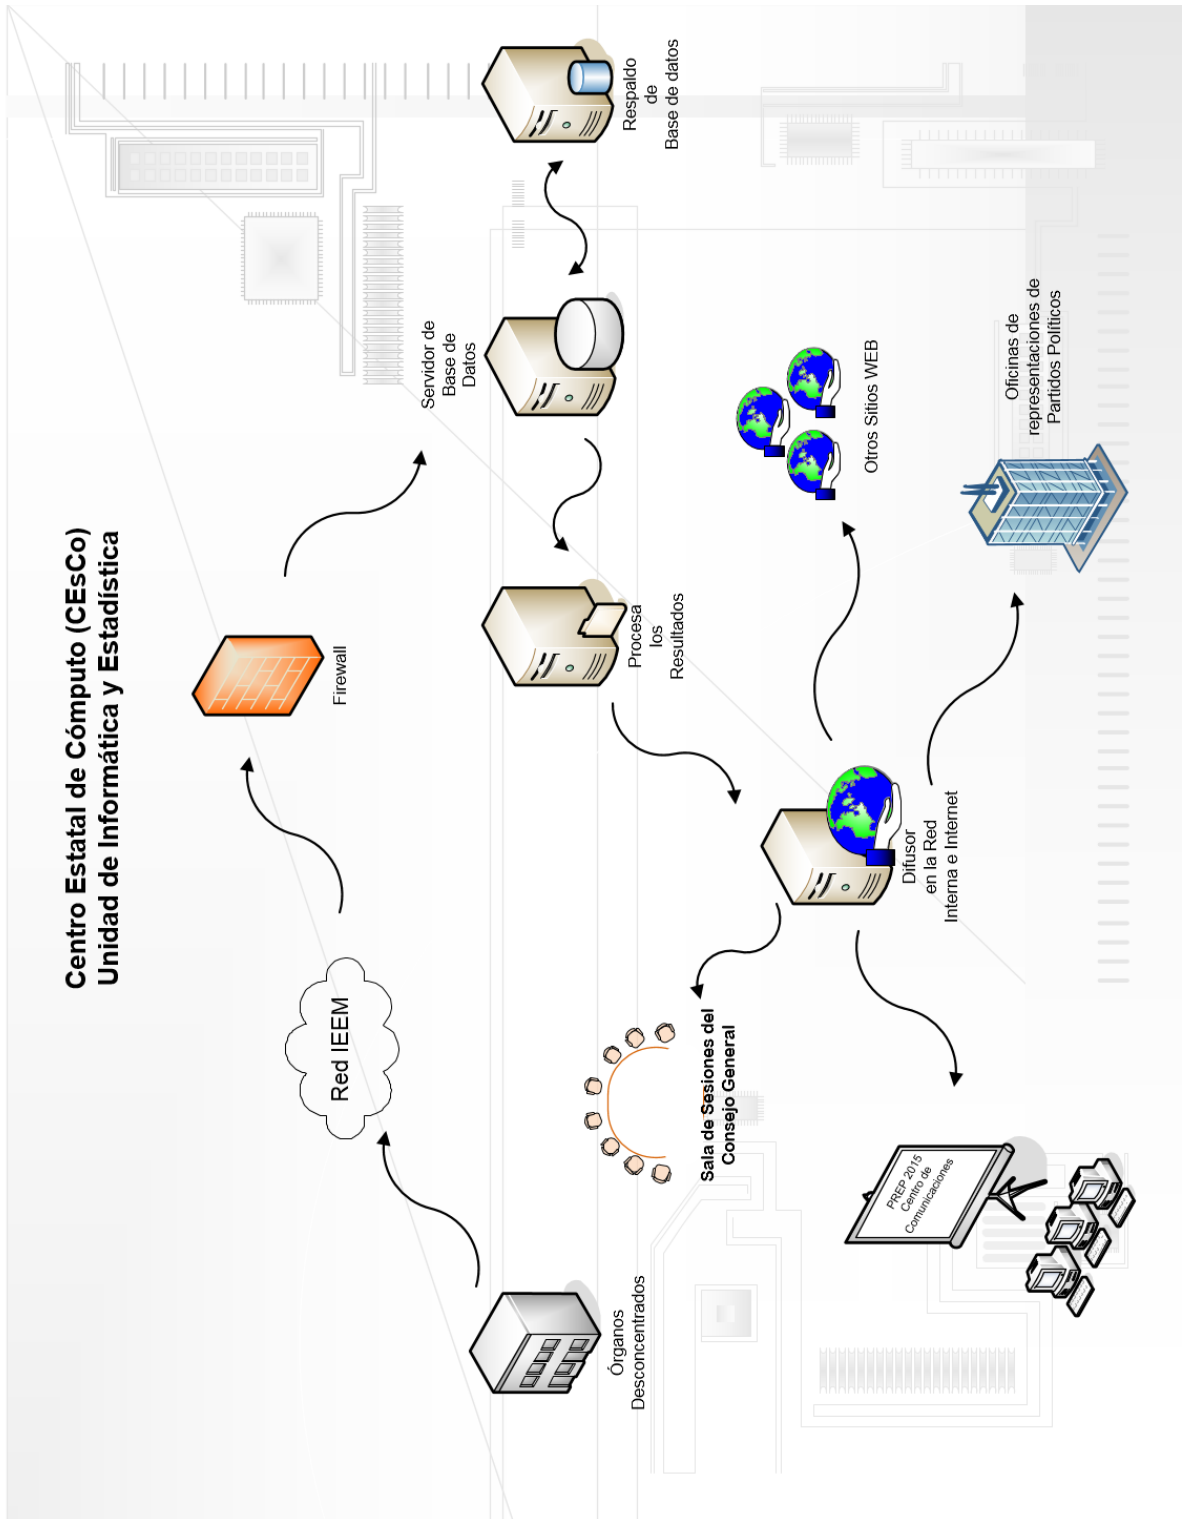 Centro Estatal de Cómputo (CEsCo)
Unidad de Informática y Estadística
Red IEEM
Firewall
Servidor de
Base de
Datos
Respaldo
de
Base de datos
Procesa
los
Resultados
Órganos
Desconcentrados
Sala de Sesiones del
Consejo General
Difusor
en la Red
Interna e Internet
Otros Sitios WEB
Oficinas de
representaciones de
Partidos Políticos
PREP 2015
Centro de
Comunicaciones